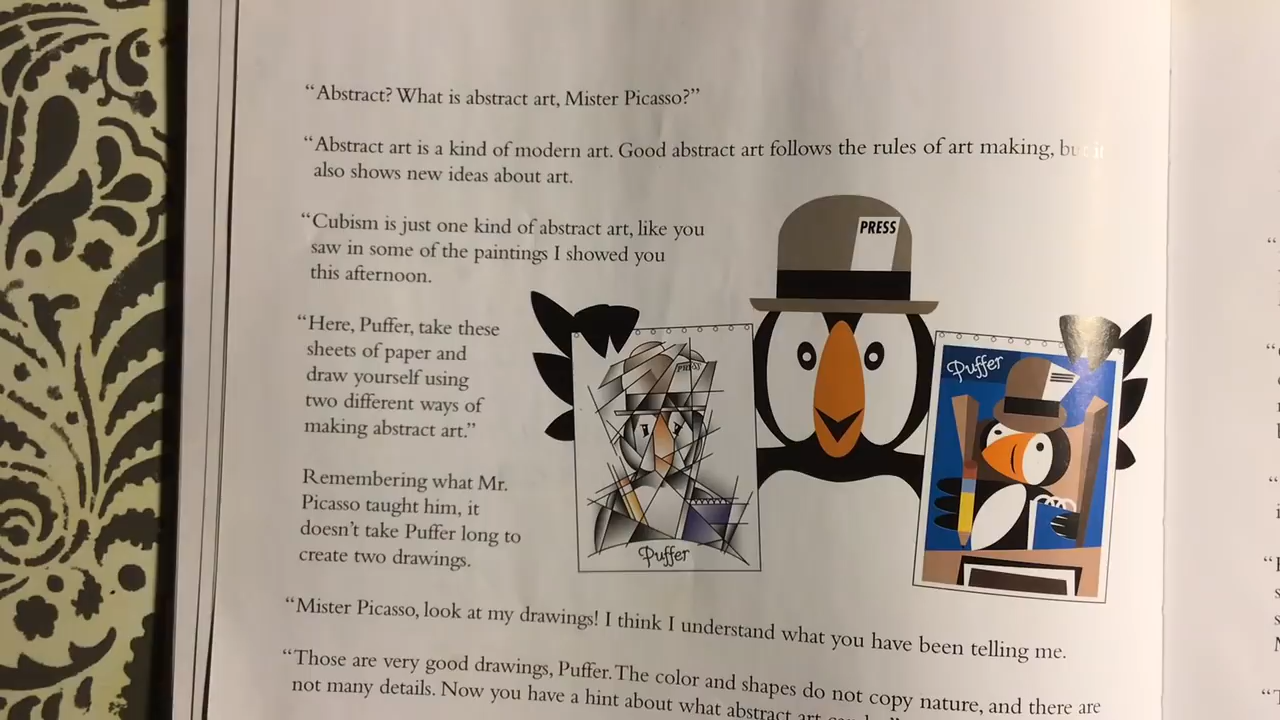 “Abstract? What is abstract art, Mister Picasso?”
“Abstract art is a kind of modern art. Good abstract art follows the rules of art making, but it
also shows new ideas about art.
“Cubism is just one kind of abstract art, like you
saw in some of the paintings I showed you
this afternoon.
PRESS
“Here, Puffer, take these
sheets of paper and
draw yourself using
two different ways of
making abstract art.”
PRESS
Puffer
Puffer
Remembering what Mr.
Picasso taught him, it
doesn’t take Puffer long to
create two drawings.
“Mister Picasso, look at my drawings! I think I understand what you have been telling me.
“Those are very good drawings, Puffer. The color and shapes do not copy nature, and there are
not many details. Now you have a hint about what abstract art